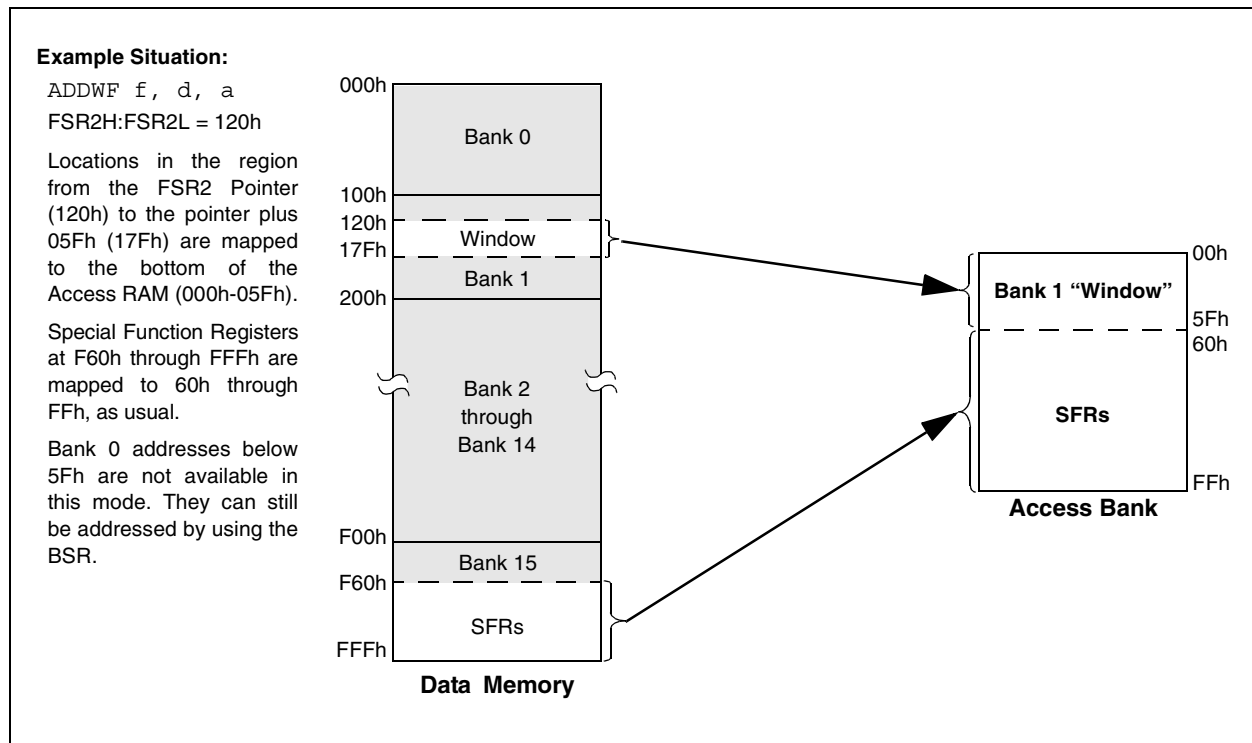 Example Situation:
ADDWF f, d, a
FSR2H:FSR2L = 120h
Locations in the region
from the FSR2 Pointer
(120h) to the pointer plus
05Fh (17Fh) are mapped
to the bottom of the
Access RAM (000h-05Fh).
Special Function Registers
at F60h through FFFh are
mapped to 60h through
FFh, as usual.
Bank 0 addresses below
5Fh are not available in
this mode. They can still
be addressed by using the
BSR.
000h
Bank 0
100h
120h
Window
17Fh
Bank 1
200h
Bank 2
through
Bank 14
F00h
Bank 15
F60h
SFRs
FFFh
Data Memory
00h
Bank 1 “Window”
5Fh
60h
SFRs
FFh
Access Bank